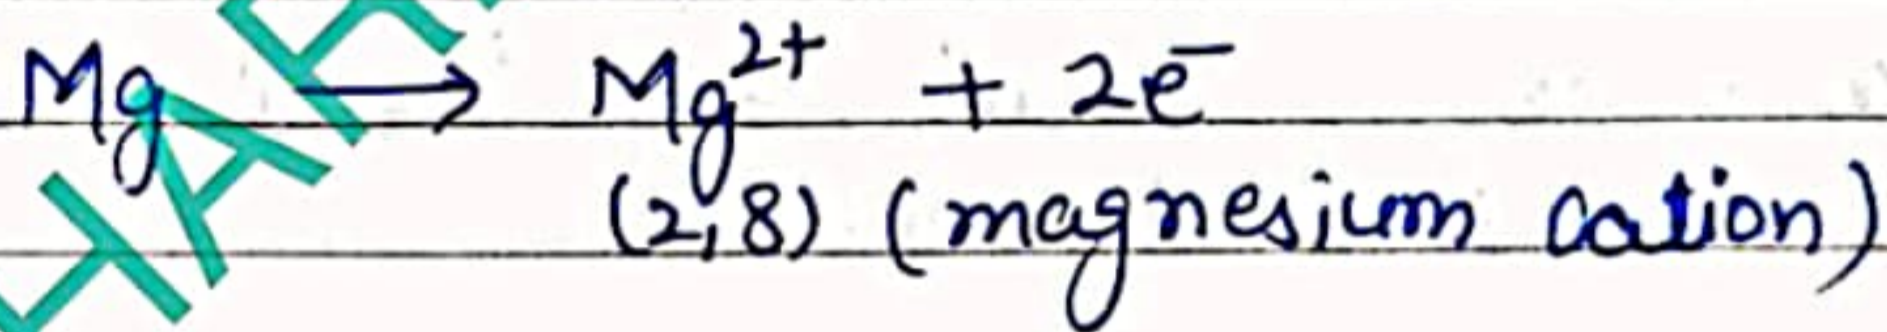 Mg → Mg²⁺ + 2e⁻
(2,8) (magnesium cation)